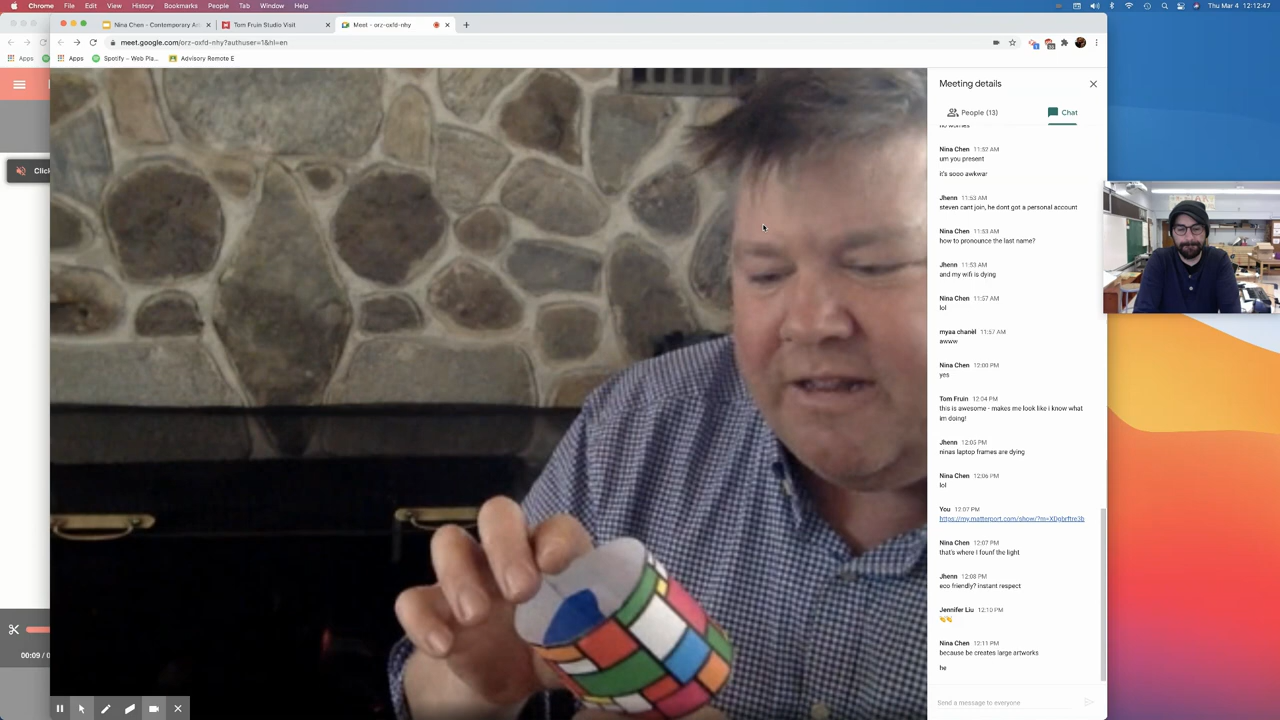 Chrome File Edit View History Bookmarks People Tab Window Help
Thu Mar 4 12:12:47
Nina Chen - Contemporary Art
Tom Fruin Studio Visit
Meet - orz-oxfd-nhy
meet.google.com/orz-oxfd-nhy?authuser=1&hl=en
Apps
Apps
Spotify – Web Pla...
Advisory Remote E
Meeting details
People (13)
Chat
no worries
Nina Chen 11:52 AM
um you present
it's sooo awkwar
Jhenn 11:53 AM
steven cant join, he dont got a personal account
Nina Chen 11:53 AM
how to pronounce the last name?
Jhenn 11:53 AM
and my wifi is dying
Nina Chen 11:57 AM
lol
myaa chanèl 11:57 AM
awww
Nina Chen 12:00 PM
yes
Tom Fruin 12:04 PM
this is awesome - makes me look like i know what
im doing!
Jhenn 12:05 PM
ninas laptop frames are dying
Nina Chen 12:06 PM
lol
You 12:07 PM
Nina Chen 12:07 PM
that's where I founf the light
Jhenn 12:08 PM
eco friendly? instant respect
Jennifer Liu 12:10 PM
Nina Chen 12:11 PM
because be creates large artworks
he
Send a message to everyone
Click
00:09 / 0